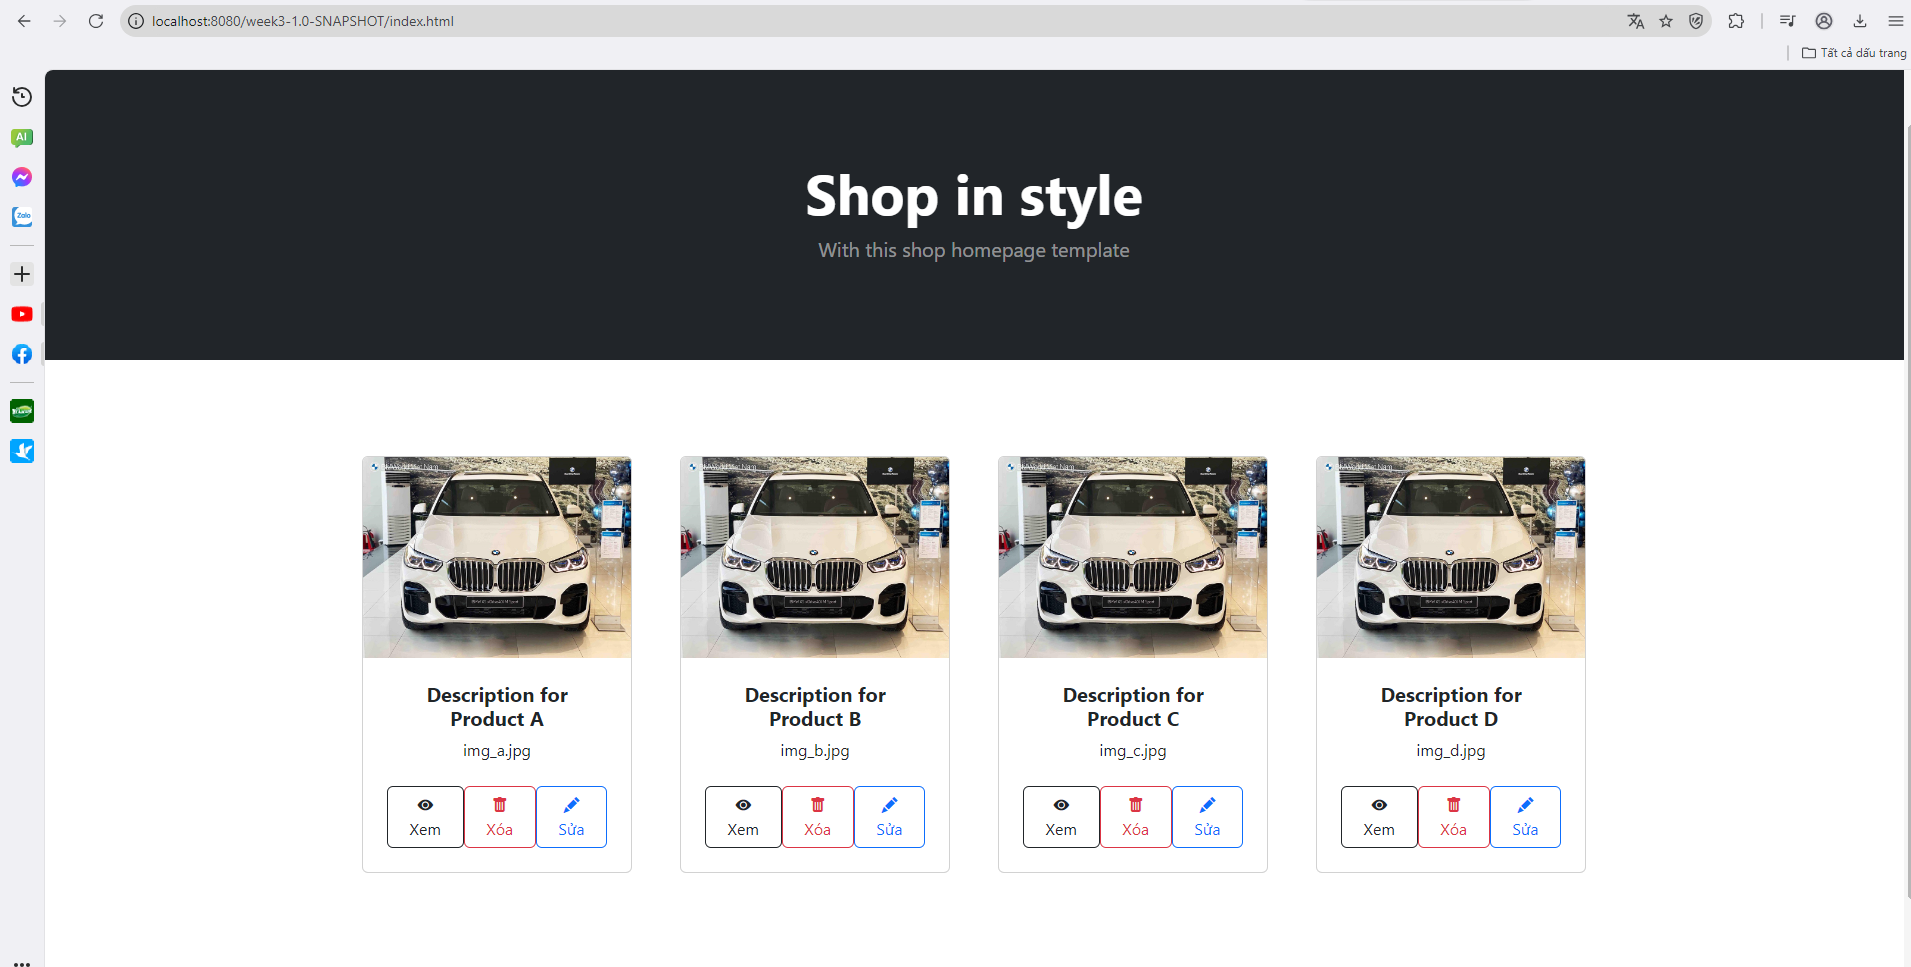 localhost:8080/week3-1.0-SNAPSHOT/index.html
Tất cả dấu trang
AI
Zalo
Shop in style
With this shop homepage template
Description for
Product A
img_a.jpg
Xem
Xóa
Sửa
Description for
Product B
img_b.jpg
Xem
Xóa
Sửa
Description for
Product C
img_c.jpg
Xem
Xóa
Sửa
Description for
Product D
img_d.jpg
Xem
Xóa
Sửa